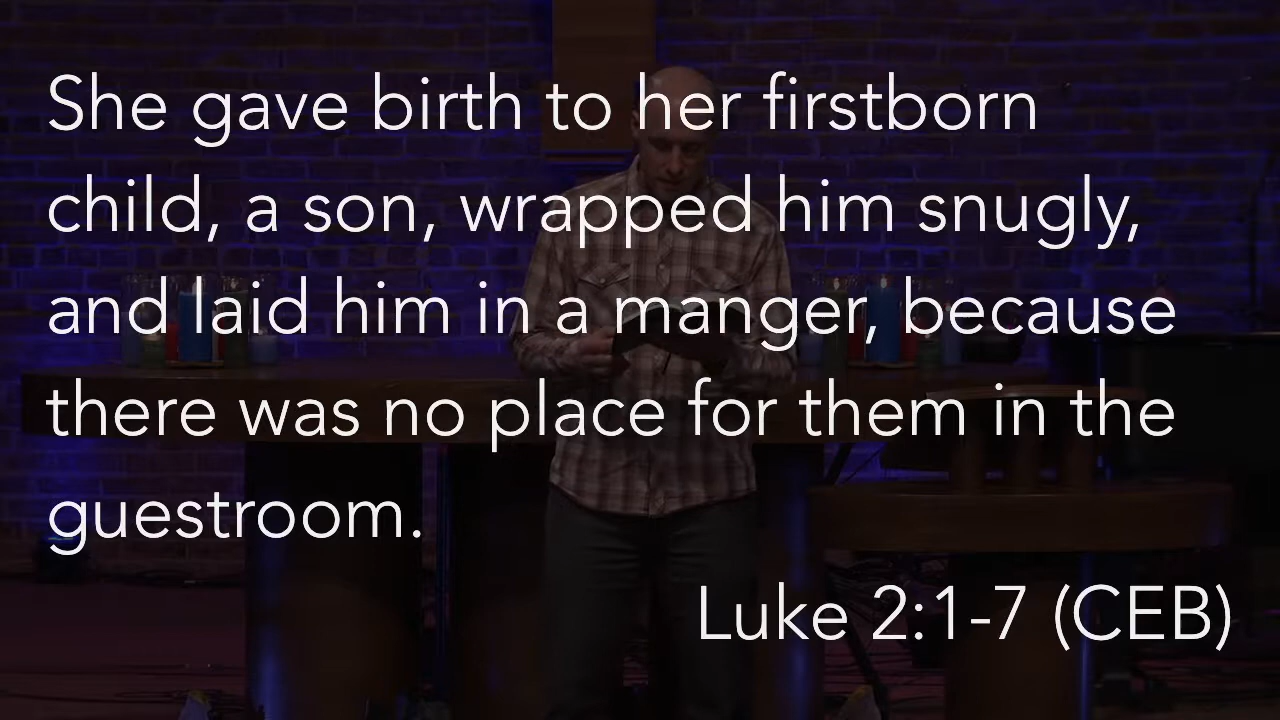 She gave birth to her firstborn
child, a son, wrapped him snugly,
and laid him in a manger, because
there was no place for them in the
guestroom.
Luke 2:1-7 (CEB)